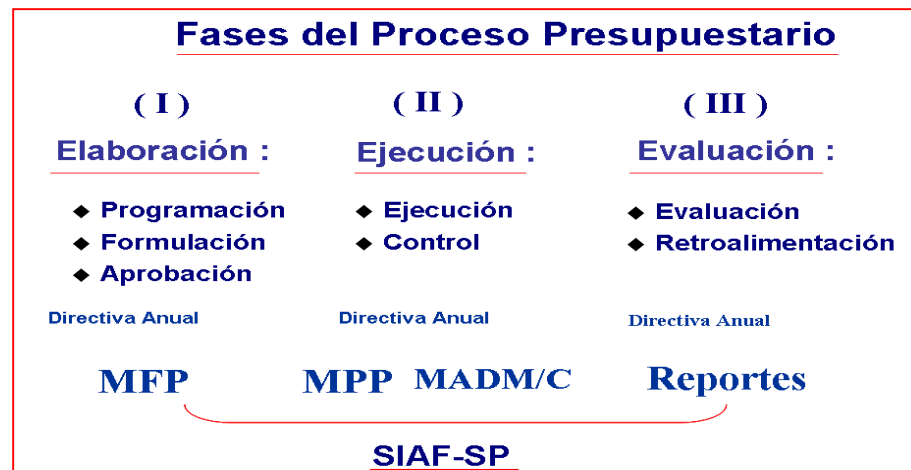 Fases del Proceso Presupuestario
( I )
( II )
( III )
Elaboración :
Ejecución :
Evaluación :
◆ Programación
◆ Formulación
◆ Aprobación
◆ Ejecución
◆ Control
◆ Evaluación
◆ Retroalimentación
Directiva Anual
Directiva Anual
Directiva Anual
MFP
MPP MADM/C
Reportes
SIAF-SP